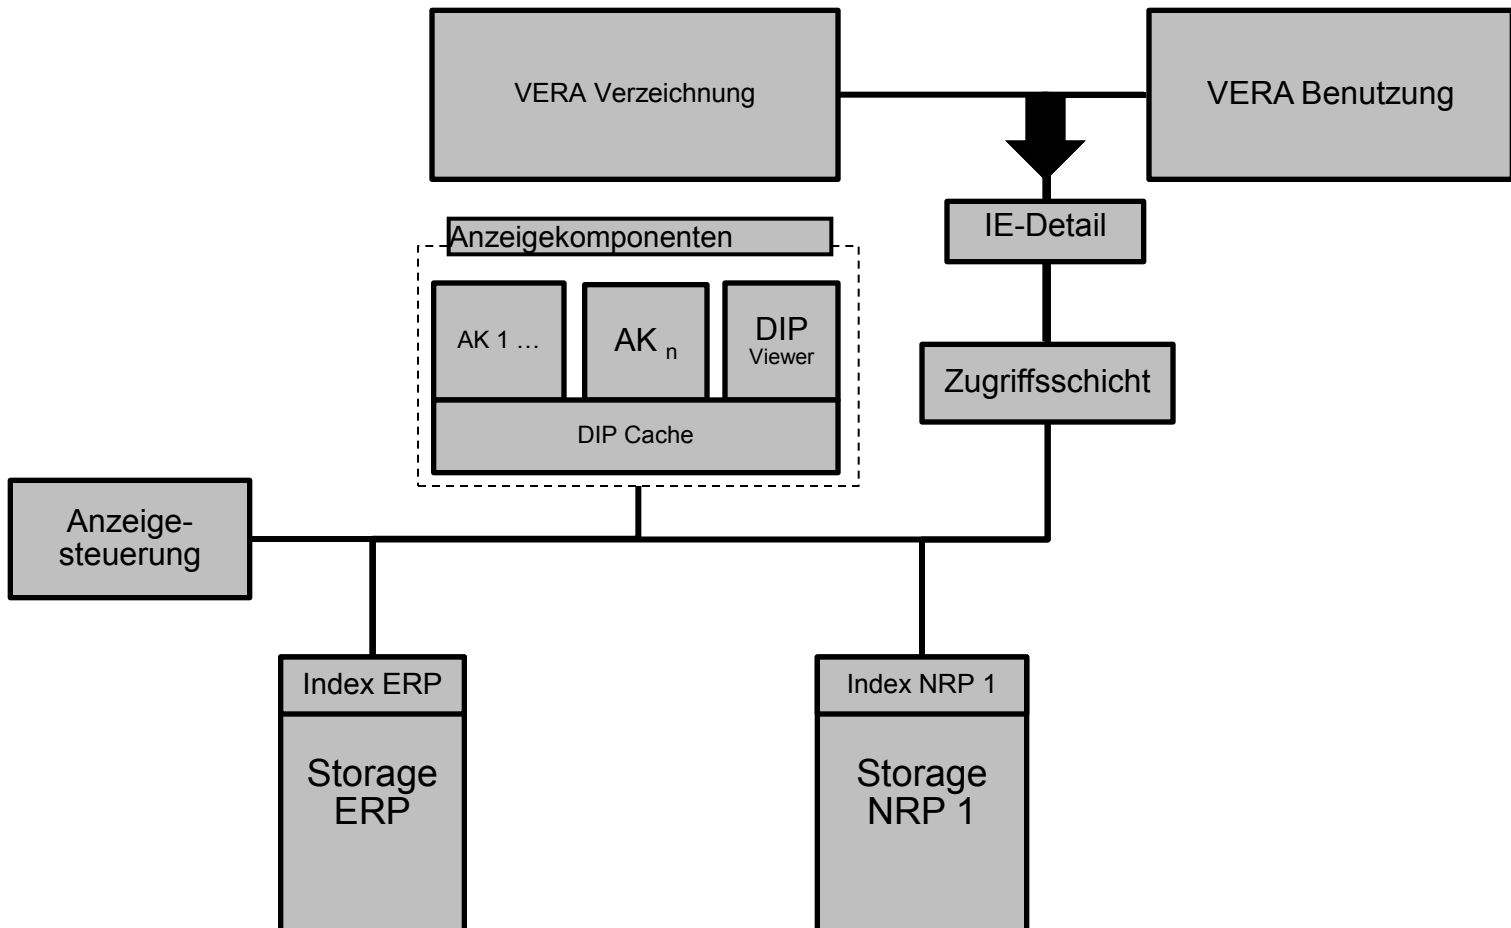 VERA Verzeichnung
VERA Benutzung
IE-Detail
Anzeigekomponenten
AK 1 …
AK n
DIP
Viewer
Zugriffsschicht
DIP Cache
Anzeige-
steuerung
Index ERP
Index NRP 1
Storage
ERP
Storage
NRP 1